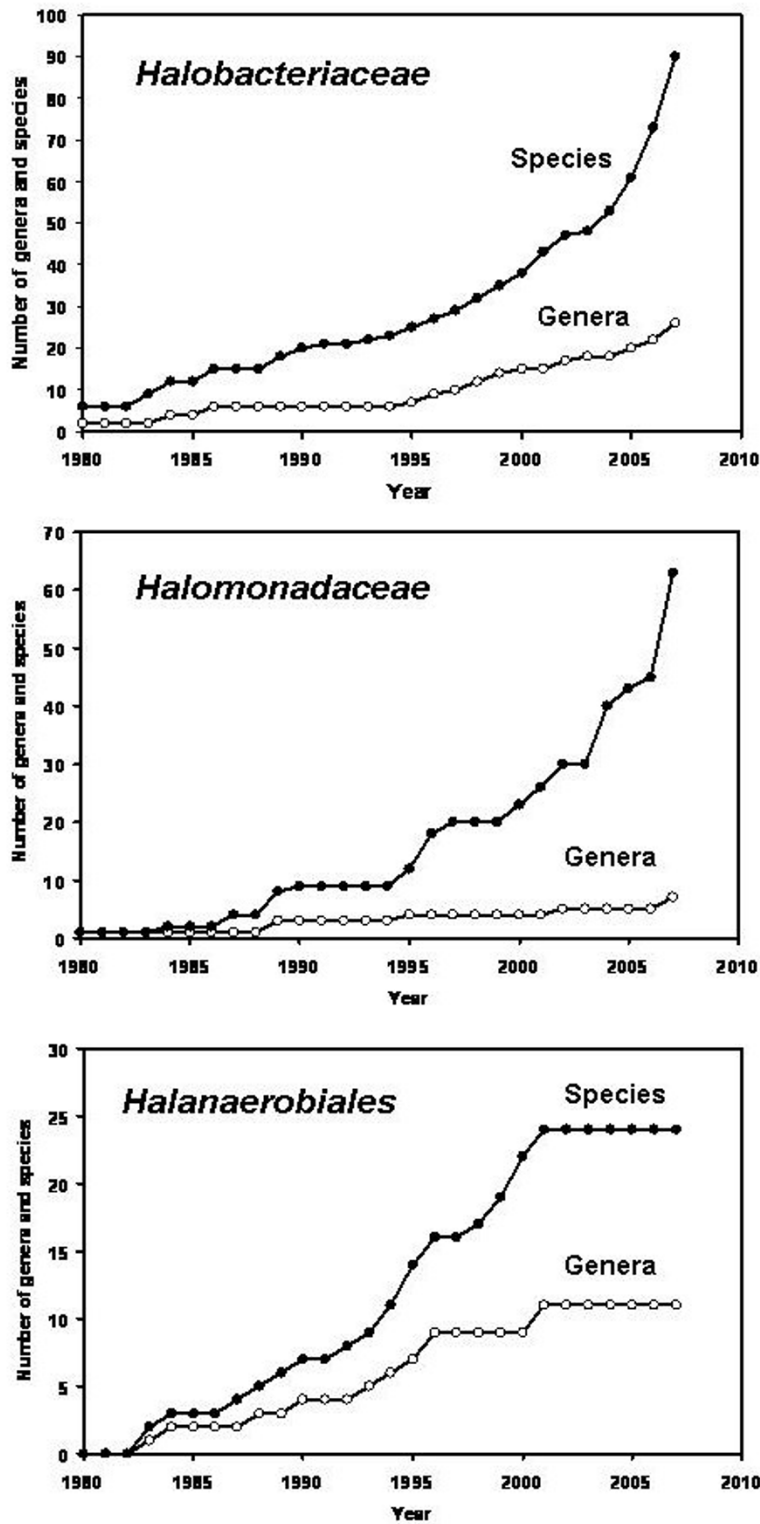 100
Halobacteriaceae
90
80
70
Species
60
50
40
Genera
30
20
10
0
Number of genera and species
1980 1985 1990 1995 2000 2005 2010
Year
70
Halomonadaceae
60
50
40
30
20
Genera
10
0
Number of genera and species
1980 1985 1990 1995 2000 2005 2010
Year
30
Halanaerobiales
Species
25
20
15
Genera
10
5
0
Number of genera and species
1980 1985 1990 1995 2000 2005 2010
Year